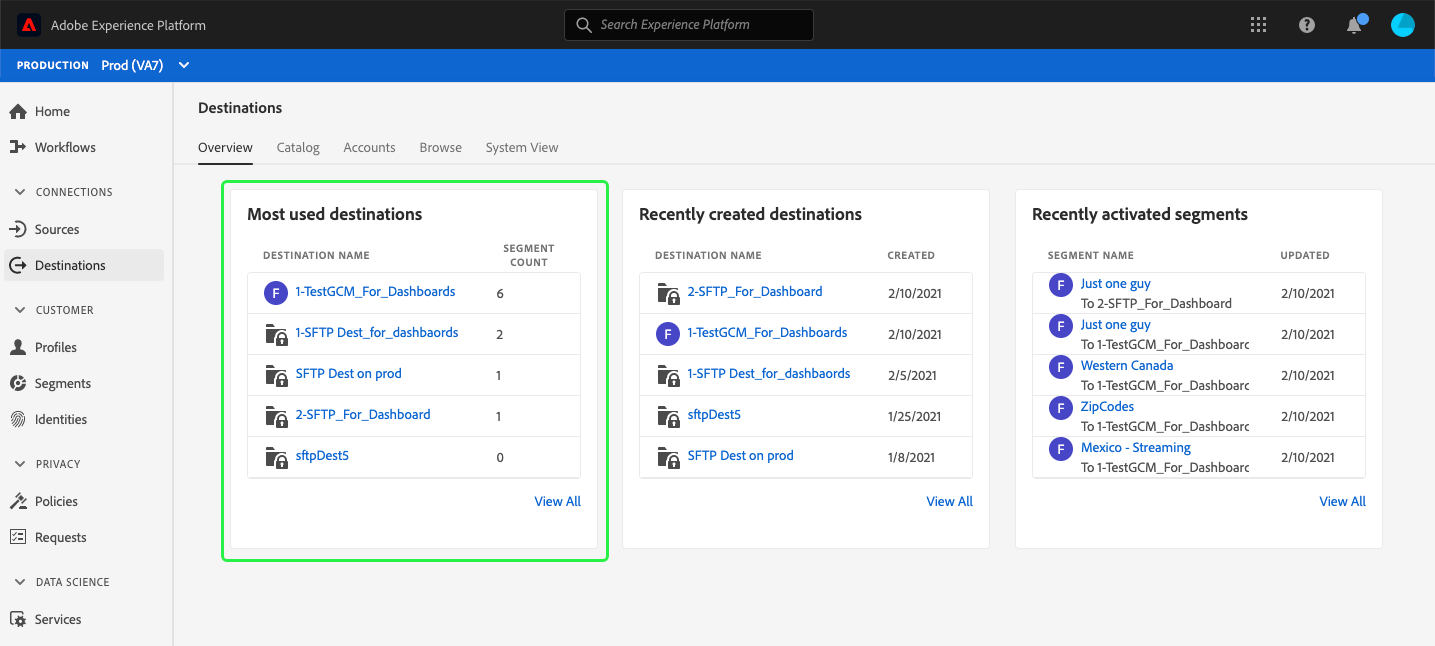 Adobe Experience Platform
Search Experience Platform
PRODUCTION Prod (VA7)
Home
Workflows
CONNECTIONS
Sources
Destinations
CUSTOMER
Profiles
Segments
Identities
PRIVACY
Policies
Requests
DATA SCIENCE
Services
Destinations
Overview Catalog Accounts Browse System View
Most used destinations
DESTINATION NAME SEGMENT COUNT
F 1-TestGCM_For_Dashboards 6
1-SFTP Dest_for_dashbaords 2
SFTP Dest on prod 1
2-SFTP_For_Dashboard 1
sftpDest5 0
View All
Recently created destinations
DESTINATION NAME CREATED
2-SFTP_For_Dashboard 2/10/2021
F 1-TestGCM_For_Dashboards 2/10/2021
1-SFTP Dest_for_dashbaords 2/5/2021
sftpDest5 1/25/2021
SFTP Dest on prod 1/8/2021
View All
Recently activated segments
SEGMENT NAME UPDATED
F Just one guy 2/10/2021
To 2-SFTP_For_Dashboard
F Just one guy 2/10/2021
To 1-TestGCM_For_Dashboarc
F Western Canada 2/10/2021
To 1-TestGCM_For_Dashboarc
F ZipCodes 2/10/2021
To 1-TestGCM_For_Dashboarc
F Mexico - Streaming 2/10/2021
To 1-TestGCM_For_Dashboarc
View All